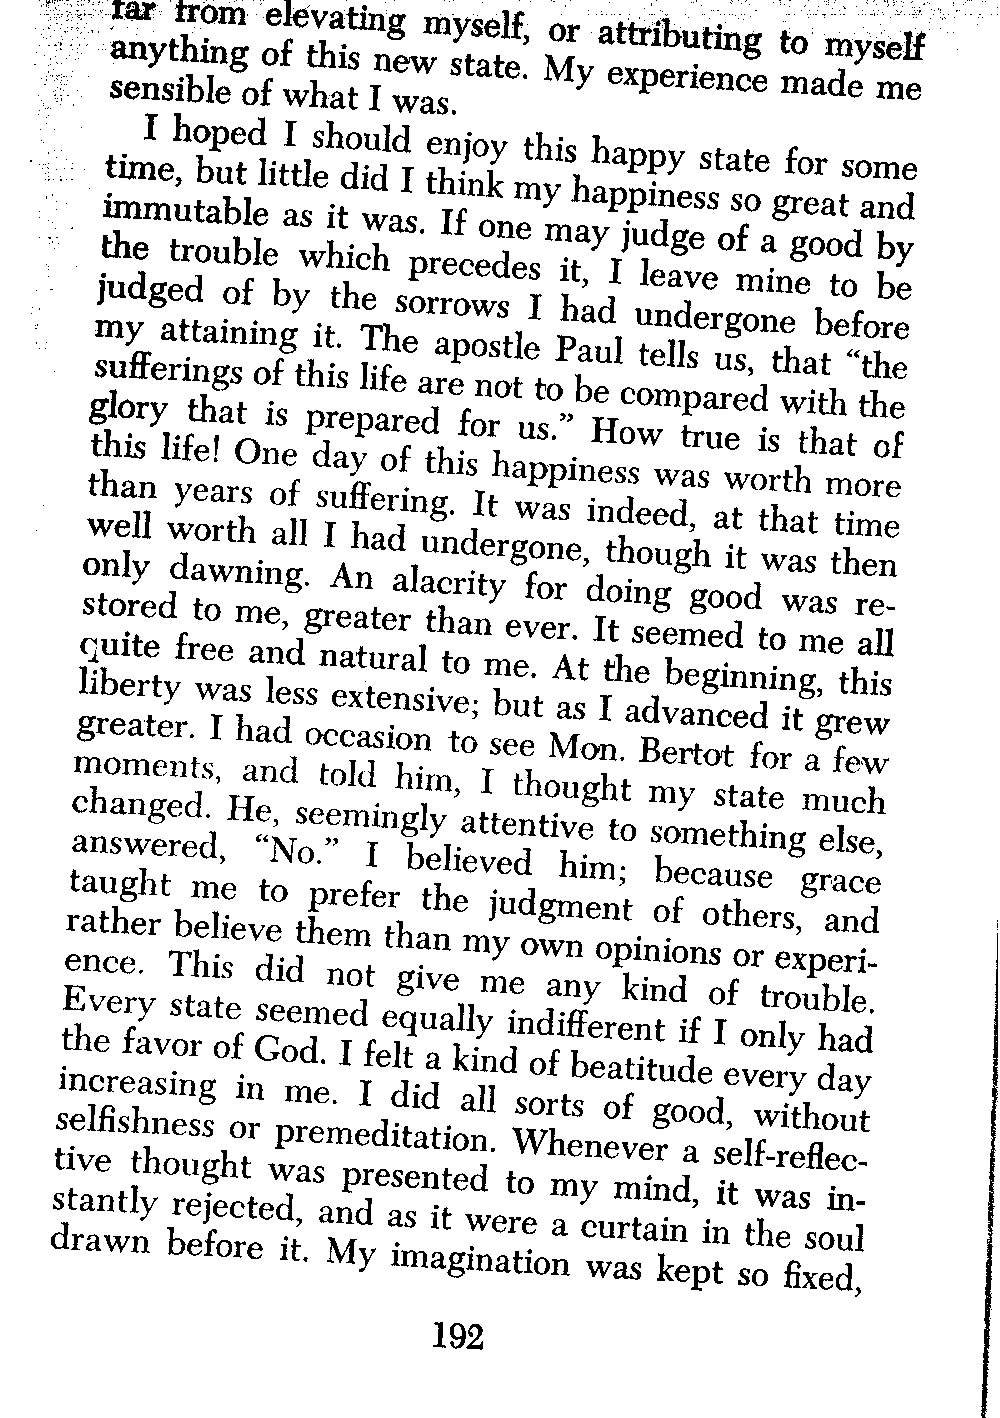 far from elevating myself, or attributing to myself
anything of this new state. My experience made me
sensible of what I was.
I hoped I should enjoy this happy state for some
time, but little did I think my happiness so great and
immutable as it was. If one may judge of a good by
the trouble which precedes it, I leave mine to be
judged of by the sorrows I had undergone before
my attaining it. The apostle Paul tells us, that “the
sufferings of this life are not to be compared with the
glory that is prepared for us.” How true is that of
this life! One day of this happiness was worth more
than years of suffering. It was indeed, at that time
well worth all I had undergone, though it was then
only dawning. An alacrity for doing good was re-
stored to me, greater than ever. It seemed to me all
quite free and natural to me. At the beginning, this
liberty was less extensive; but as I advanced it grew
greater. I had occasion to see Mon. Bertot for a few
moments, and told him, I thought my state much
changed. He, seemingly attentive to something else,
answered, “No.” I believed him; because grace
taught me to prefer the judgment of others, and
rather believe them than my own opinions or experi-
ence. This did not give me any kind of trouble.
Every state seemed equally indifferent if I only had
the favor of God. I felt a kind of beatitude every day
increasing in me. I did all sorts of good, without
selfishness or premeditation. Whenever a self-reflec-
tive thought was presented to my mind, it was in-
stantly rejected, and as it were a curtain in the soul
drawn before it. My imagination was kept so fixed,
192